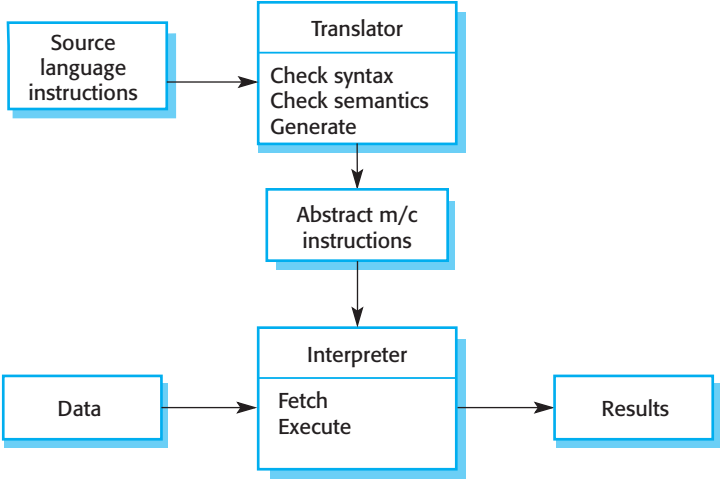 Source
language
instructions
Translator
Check syntax
Check semantics
Generate
Abstract m/c
instructions
Interpreter
Fetch
Execute
Data
Results